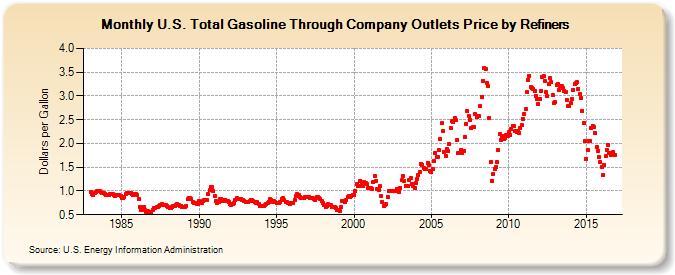 Monthly U.S. Total Gasoline Through Company Outlets Price by Refiners
Dollars per Gallon
4.0
3.5
3.0
2.5
2.0
1.5
1.0
0.5
1985 1990 1995 2000 2005 2010 2015
Source: U.S. Energy Information Administration